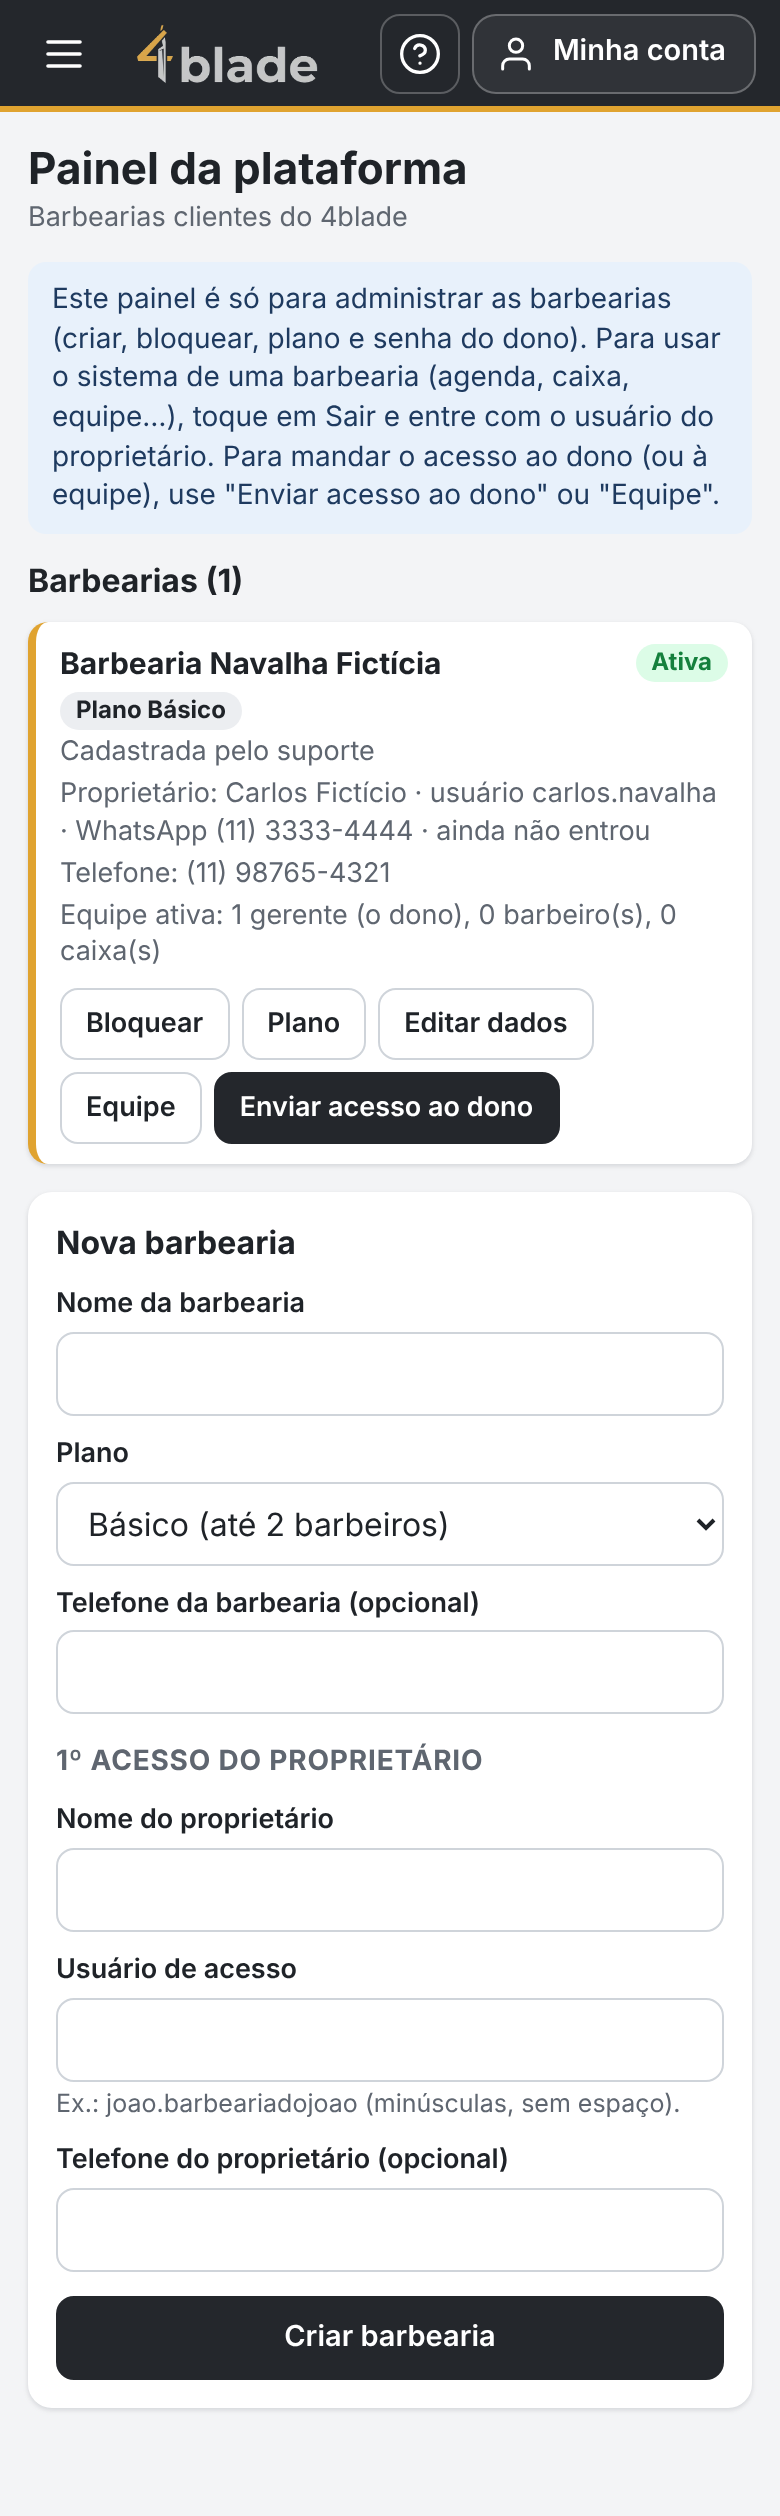 4blade
Minha conta
Painel da plataforma
Barbearias clientes do 4blade
Este painel é só para administrar as barbearias
(criar, bloquear, plano e senha do dono). Para usar
o sistema de uma barbearia (agenda, caixa,
equipe...), toque em Sair e entre com o usuário do
proprietário. Para mandar o acesso ao dono (ou à
equipe), use "Enviar acesso ao dono" ou "Equipe".
Barbearias (1)
Barbearia Navalha Fictícia
Ativa
Plano Básico
Cadastrada pelo suporte
Proprietário: Carlos Fictício · usuário carlos.navalha
· WhatsApp (11) 3333-4444 · ainda não entrou
Telefone: (11) 98765-4321
Equipe ativa: 1 gerente (o dono), 0 barbeiro(s), 0
caixa(s)
Bloquear
Plano
Editar dados
Equipe
Enviar acesso ao dono
Nova barbearia
Nome da barbearia
Plano
Básico (até 2 barbeiros)
Telefone da barbearia (opcional)
1º ACESSO DO PROPRIETÁRIO
Nome do proprietário
Usuário de acesso
Ex.: joao.barbeariadojoao (minúsculas, sem espaço).
Telefone do proprietário (opcional)
Criar barbearia